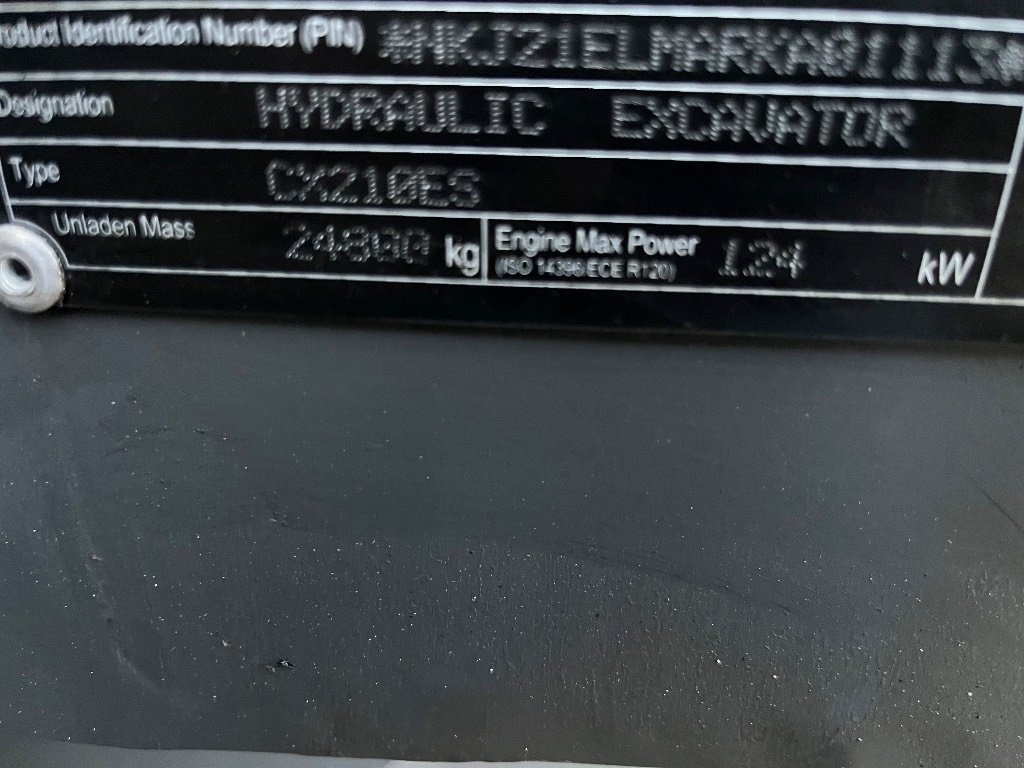 Product Identification Number (PIN) *NKJ21ELMARKA01113*
Designation HYDRAULIC EXCAVATOR
Type CX210ES
Unladen Mass 24800 kg Engine Max Power 124 kW
(ISO 14396/ECE R120)